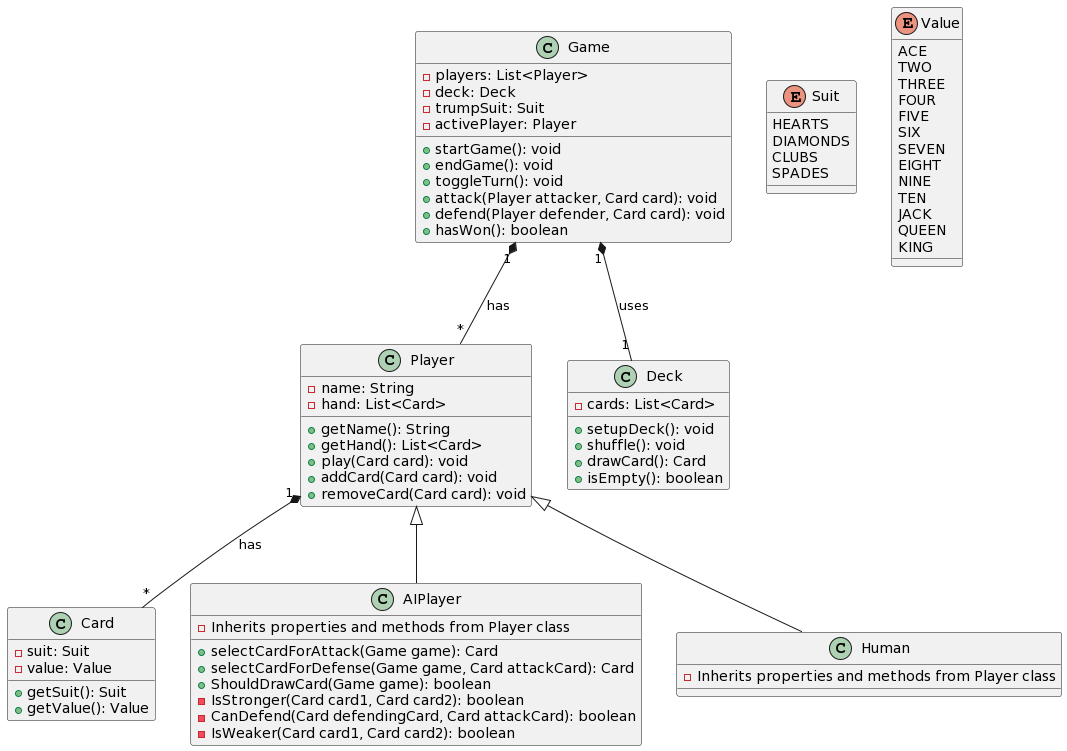 Game
players: List<Player>
deck: Deck
trumpSuit: Suit
activePlayer: Player
startGame(): void
endGame(): void
toggleTurn(): void
attack(Player attacker, Card card): void
defend(Player defender, Card card): void
hasWon(): boolean
E Suit
HEARTS
DIAMONDS
CLUBS
SPADES
E Value
ACE
TWO
THREE
FOUR
FIVE
SIX
SEVEN
EIGHT
NINE
TEN
JACK
QUEEN
KING
1
1
has
uses
*
1
C Player
name: String
hand: List<Card>
getName(): String
getHand(): List<Card>
play(Card card): void
addCard(Card card): void
removeCard(Card card): void
C Deck
cards: List<Card>
setupDeck(): void
shuffle(): void
drawCard(): Card
isEmpty(): boolean
1
has
*
C Card
suit: Suit
value: Value
getSuit(): Suit
getValue(): Value
C AIPlayer
Inherits properties and methods from Player class
selectCardForAttack(Game game): Card
selectCardForDefense(Game game, Card attackCard): Card
ShouldDrawCard(Game game): boolean
IsStronger(Card card1, Card card2): boolean
CanDefend(Card defendingCard, Card attackCard): boolean
IsWeaker(Card card1, Card card2): boolean
C Human
Inherits properties and methods from Player class